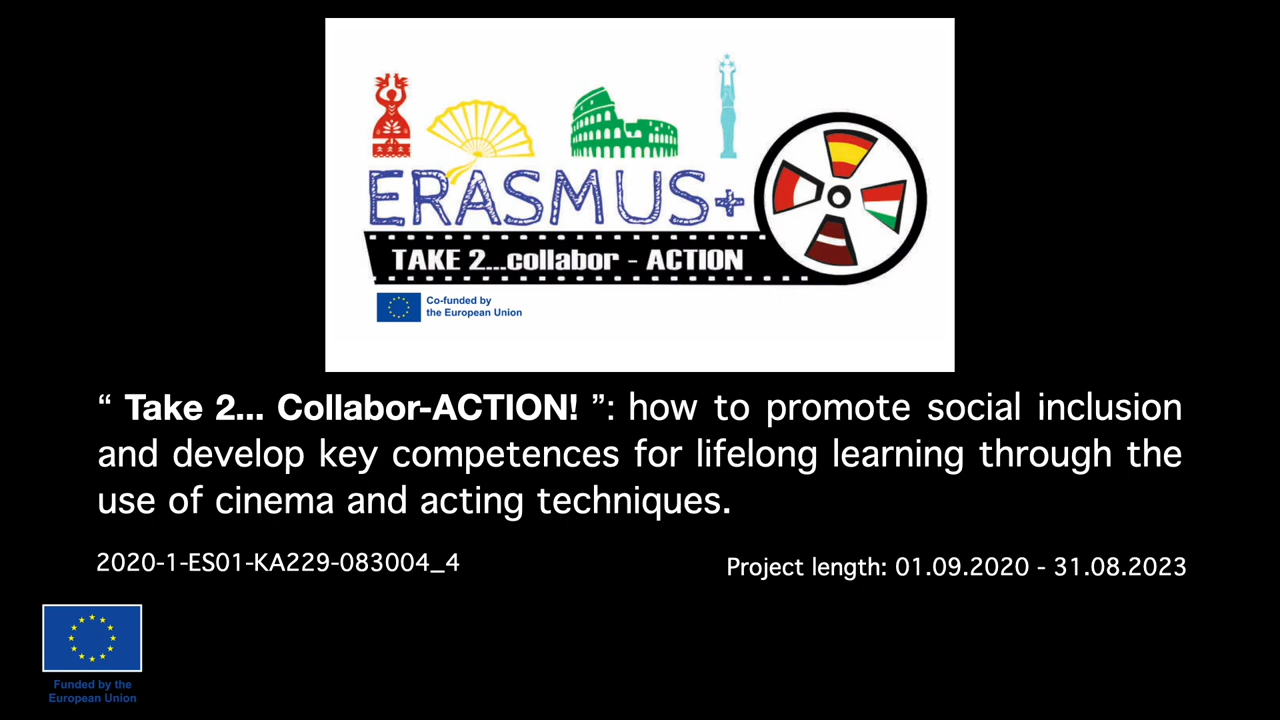 ERASMUS+
TAKE 2...collabor - ACTION
Co-funded by
the European Union
“ Take 2... Collabor-ACTION! ”: how to promote social inclusion
and develop key competences for lifelong learning through the
use of cinema and acting techniques.
2020-1-ES01-KA229-083004_4
Project length: 01.09.2020 - 31.08.2023
Funded by the
European Union